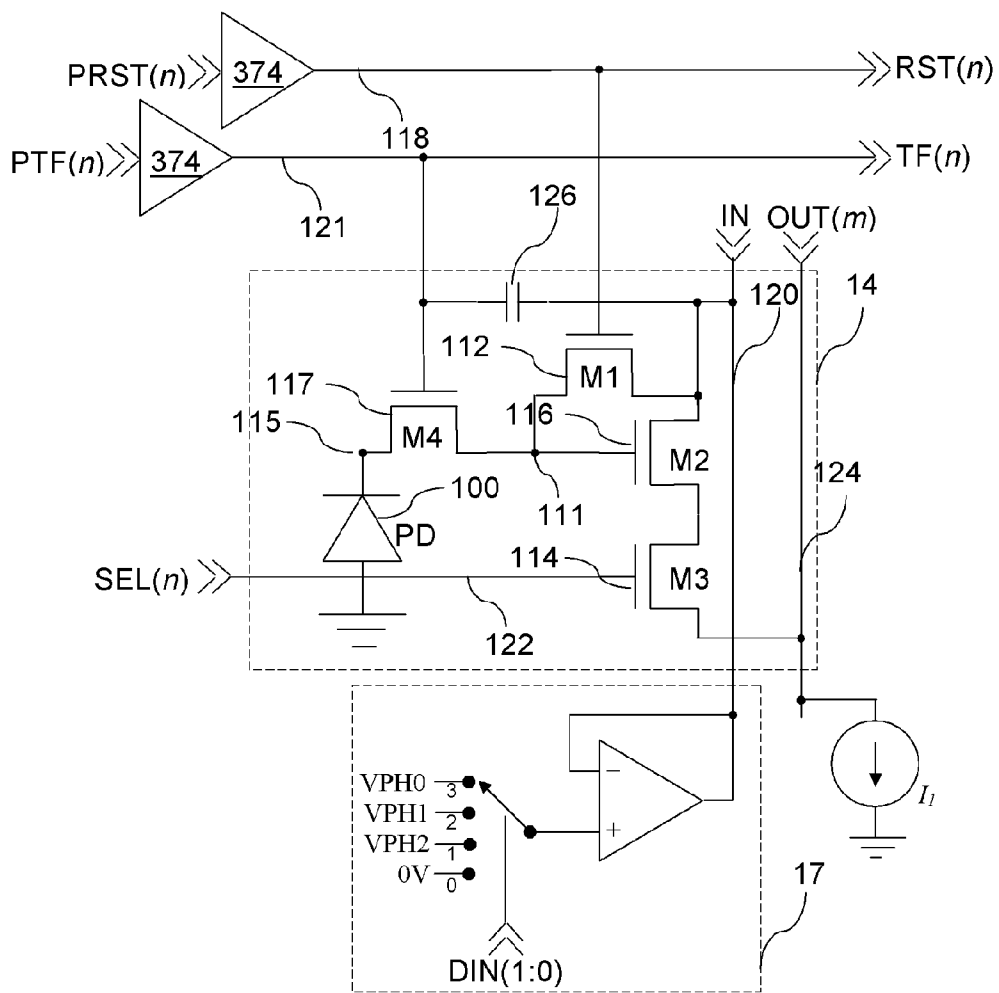 PRST(n) 374 RST(n)
118
PTF(n) 374 TF(n)
121
126 IN OUT(m)
120 14
112 M1
117 M4
116 M2
115
111
124
100 PD
SEL(n)
114 M3
122
VPH0 3
VPH1 2
VPH2 1
0V 0
− +
I1
17
DIN(1:0)